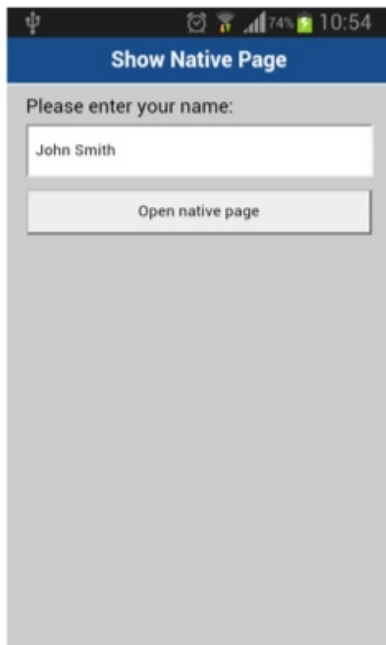 74% 10:54
Show Native Page
Please enter your name:
John Smith
Open native page